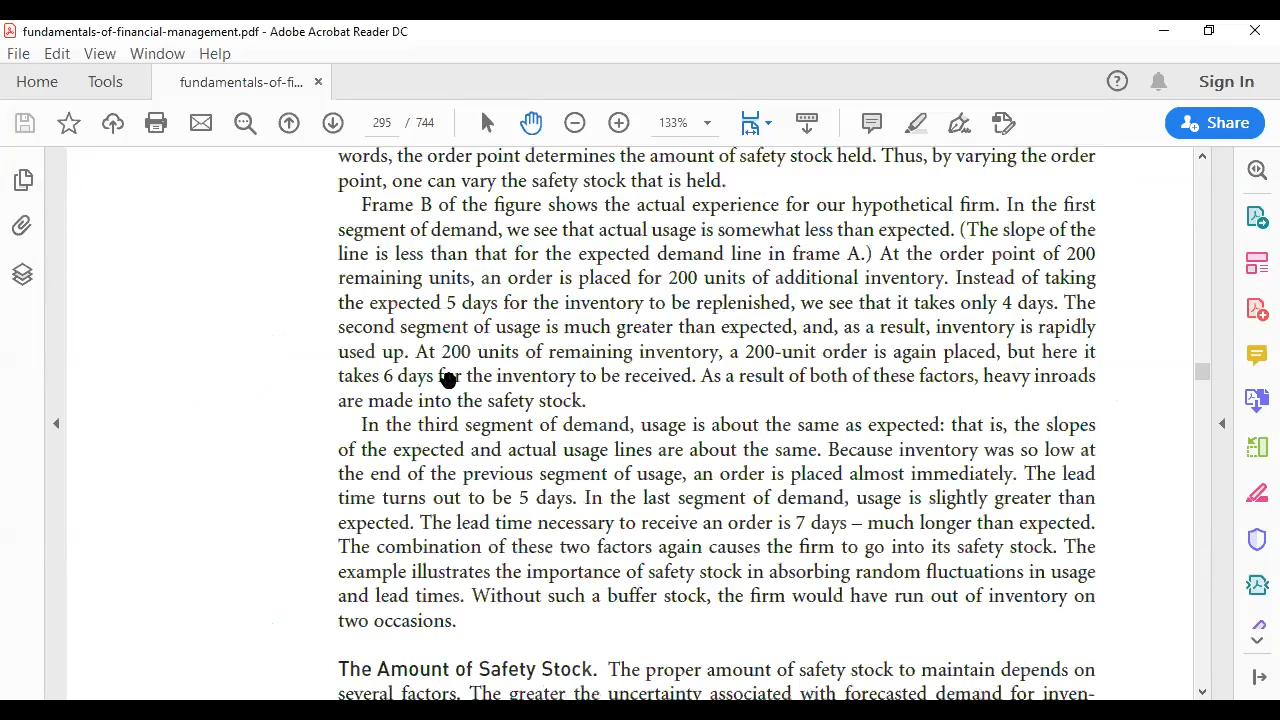 fundamentals-of-financial-management.pdf - Adobe Acrobat Reader DC
File Edit View Window Help
Home Tools fundamentals-of-fi... × Sign In
295 / 744 133% Share
words, the order point determines the amount of safety stock held. Thus, by varying the order
point, one can vary the safety stock that is held.
Frame B of the figure shows the actual experience for our hypothetical firm. In the first
segment of demand, we see that actual usage is somewhat less than expected. (The slope of the
line is less than that for the expected demand line in frame A.) At the order point of 200
remaining units, an order is placed for 200 units of additional inventory. Instead of taking
the expected 5 days for the inventory to be replenished, we see that it takes only 4 days. The
second segment of usage is much greater than expected, and, as a result, inventory is rapidly
used up. At 200 units of remaining inventory, a 200-unit order is again placed, but here it
takes 6 days for the inventory to be received. As a result of both of these factors, heavy inroads
are made into the safety stock.
In the third segment of demand, usage is about the same as expected: that is, the slopes
of the expected and actual usage lines are about the same. Because inventory was so low at
the end of the previous segment of usage, an order is placed almost immediately. The lead
time turns out to be 5 days. In the last segment of demand, usage is slightly greater than
expected. The lead time necessary to receive an order is 7 days – much longer than expected.
The combination of these two factors again causes the firm to go into its safety stock. The
example illustrates the importance of safety stock in absorbing random fluctuations in usage
and lead times. Without such a buffer stock, the firm would have run out of inventory on
two occasions.
The Amount of Safety Stock. The proper amount of safety stock to maintain depends on
several factors. The greater the uncertainty associated with forecasted demand for inven-